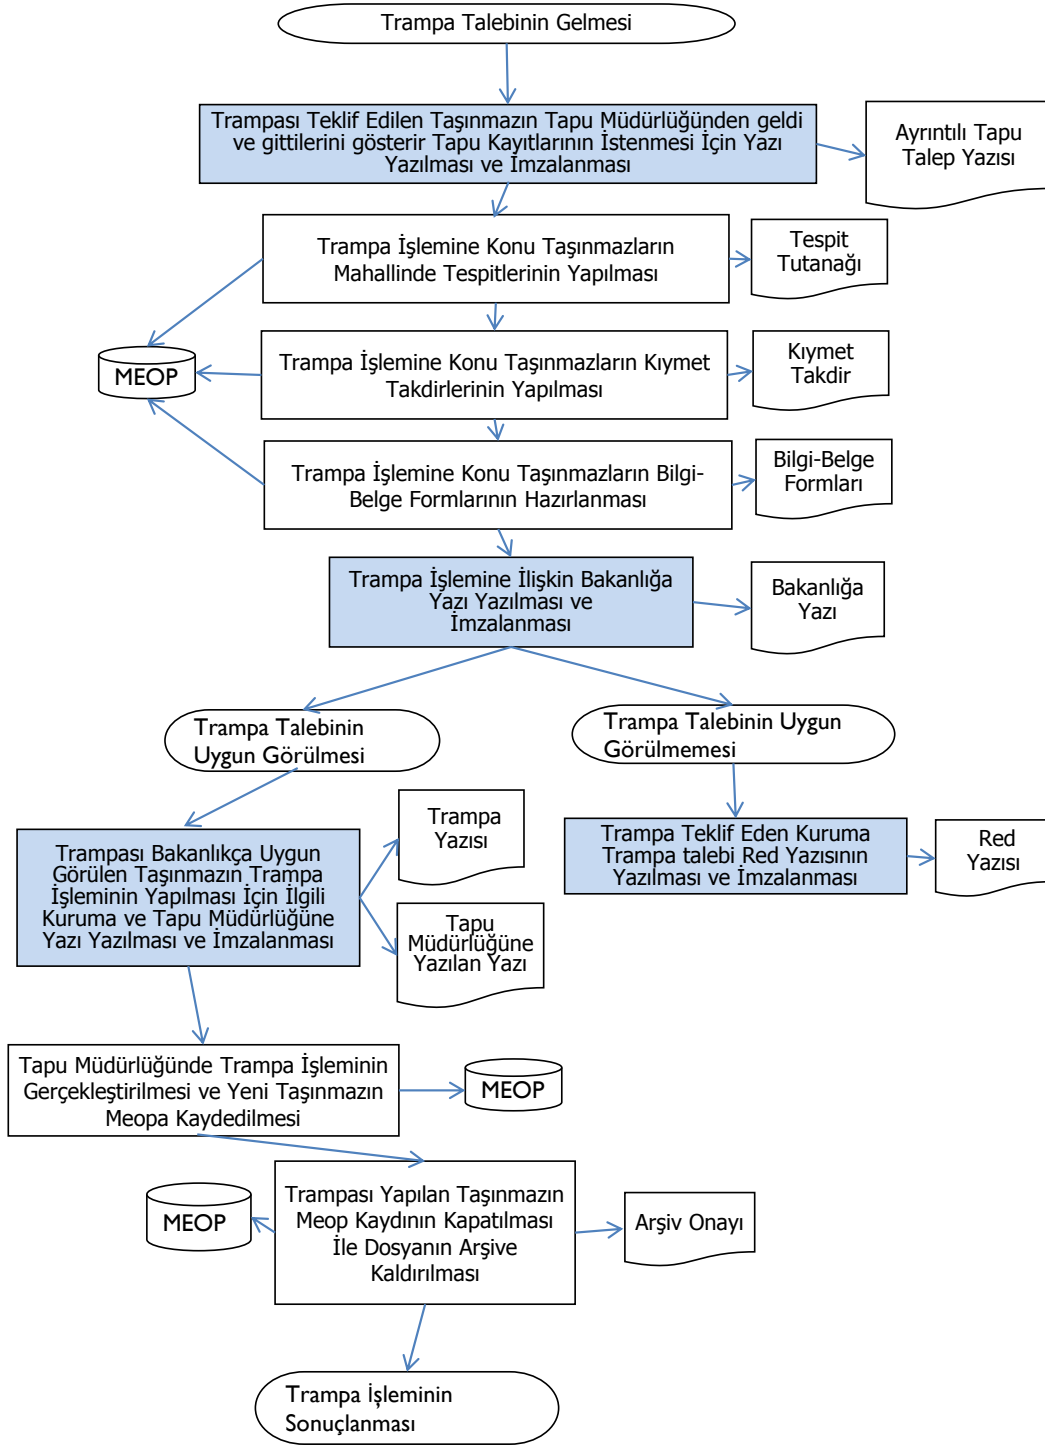 Trampa Talebinin Gelmesi
Trampası Teklif Edilen Taşınmazın Tapu Müdürlüğünden geldi
ve gittilerini gösterir Tapu Kayıtlarının İstenmesi İçin Yazı
Yazılması ve İmzalanması
Ayrıntılı Tapu
Talep Yazısı
Trampa İşlemine Konu Taşınmazların
Mahallinde Tespitlerinin Yapılması
Tespit
Tutanağı
MEOP
Trampa İşlemine Konu Taşınmazların Kıymet
Takdirlerinin Yapılması
Kıymet
Takdir
Trampa İşlemine Konu Taşınmazların Bilgi-
Belge Formlarının Hazırlanması
Bilgi-Belge
Formları
Trampa İşlemine İlişkin Bakanlığa
Yazı Yazılması ve
İmzalanması
Bakanlığa
Yazı
Trampa Talebinin
Uygun Görülmesi
Trampa Talebinin Uygun
Görülmemesi
Trampası Bakanlıkça Uygun
Görülen Taşınmazın Trampa
İşleminin Yapılması İçin İlgili
Kuruma ve Tapu Müdürlüğüne
Yazı Yazılması ve İmzalanması
Trampa
Yazısı
Tapu
Müdürlüğüne
Yazılan Yazı
Trampa Teklif Eden Kuruma
Trampa talebi Red Yazısının
Yazılması ve İmzalanması
Red
Yazısı
Tapu Müdürlüğünde Trampa İşleminin
Gerçekleştirilmesi ve Yeni Taşınmazın
Meopa Kaydedilmesi
MEOP
MEOP
Trampası Yapılan Taşınmazın
Meop Kaydının Kapatılması
İle Dosyanın Arşive
Kaldırılması
Arşiv Onayı
Trampa İşleminin
Sonuçlanması